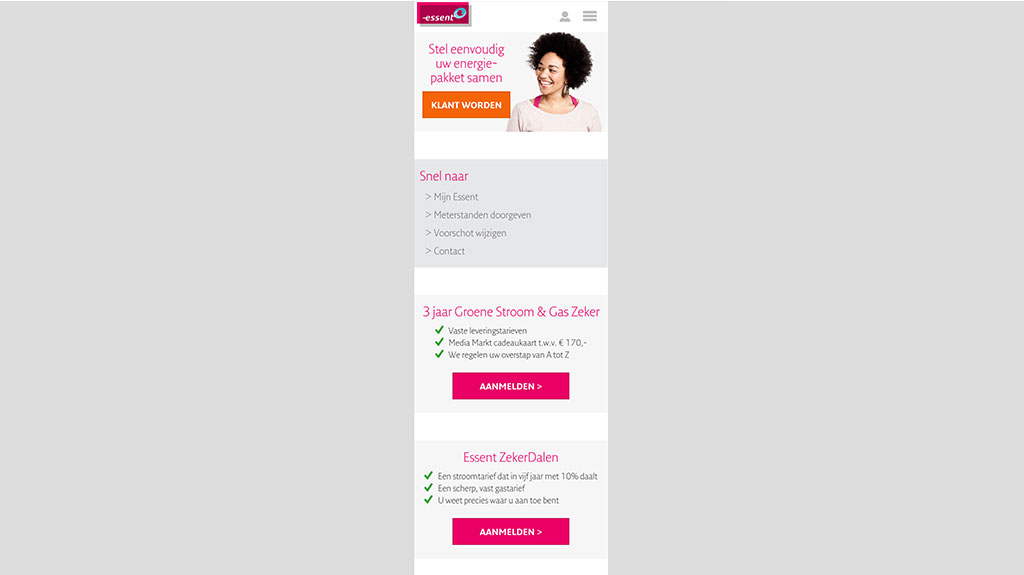 essent
Stel eenvoudig
uw energie-
pakket samen
KLANT WORDEN
Snel naar
> Mijn Essent
> Meterstanden doorgeven
> Voorschot wijzigen
> Contact
3 jaar Groene Stroom & Gas Zeker
Vaste leveringstarieven
Media Markt cadeaukaart t.w.v. € 170,-
We regelen uw overstap van A tot Z
AANMELDEN >
Essent ZekerDalen
Een stroomtarief dat in vijf jaar met 10% daalt
Een scherp, vast gastarief
U weet precies waar u aan toe bent
AANMELDEN >